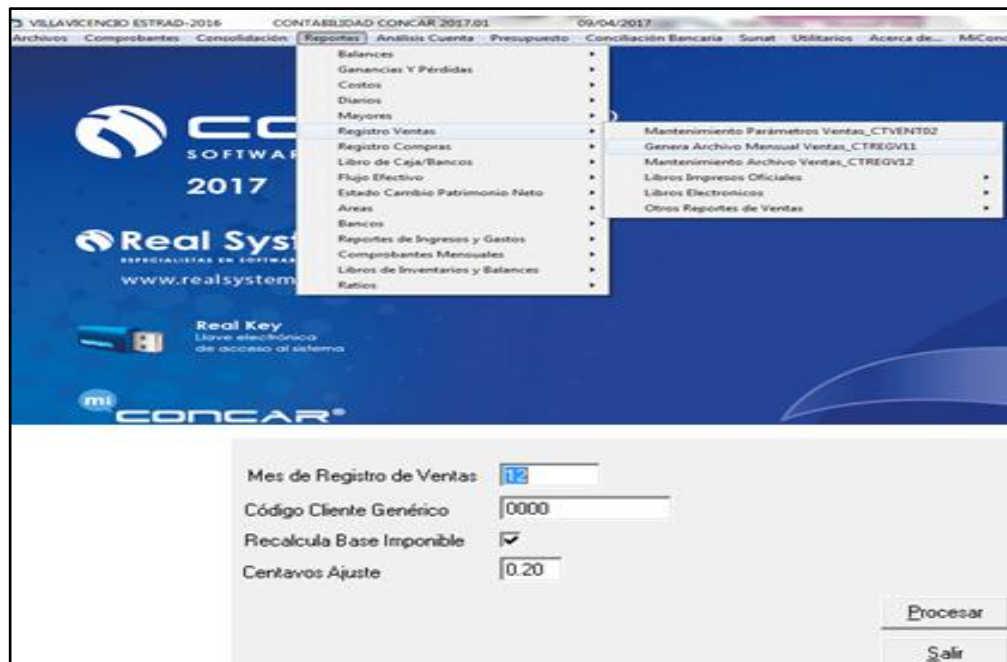 VILLAVICENCIO ESTRAD-2016 CONTABILIDAD CONCAR 2017.01 09/04/2017
Archivos Comprobantes Consolidación Reportes Análisis Cuenta Presupuesto Conciliación Bancaria Sunat Utilitarios Acerca de... MiConc
Balances
Ganancias Y Pérdidas
Costos
Diarios
Mayores
Registro Ventas
Registro Compras
Libro de Caja/Bancos
Flujo Efectivo
Estado Cambio Patrimonio Neto
Areas
Bancos
Reportes de Ingresos y Gastos
Comprobantes Mensuales
Libros de Inventarios y Balances
Ratios
Mantenimiento Parámetros Ventas_CTVENT02
Genera Archivo Mensual Ventas_CTREGV11
Mantenimiento Archivo Ventas_CTREGV12
Libros Impresos Oficiales
Libros Electronicos
Otros Reportes de Ventas
CO
SOFTWAR
2017
Real Syst
ESPECIALISTAS EN SOFTWAR
www.realsystem
Real Key
Llave electrónica
de acceso al sistema
mi
CONCAR®
Mes de Registro de Ventas 12
Código Cliente Genérico 0000
Recalcula Base Imponible
Centavos Ajuste 0.20
Procesar
Salir